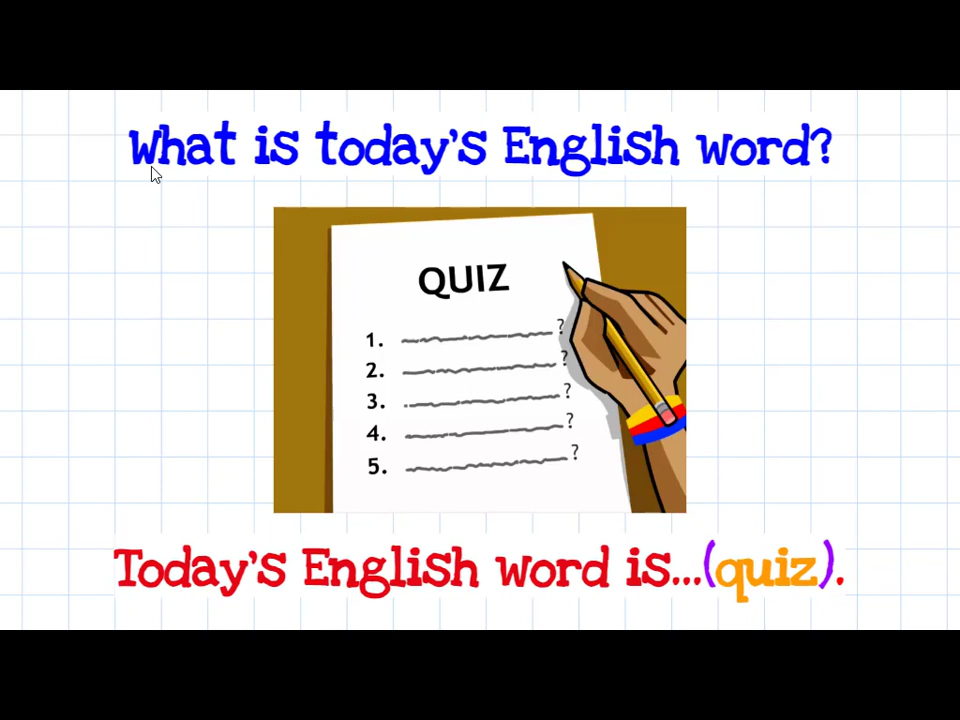 What is today's English word?
QUIZ
1. ?
2. ?
3. ?
4. ?
5. ?
Today's English word is...(quiz).